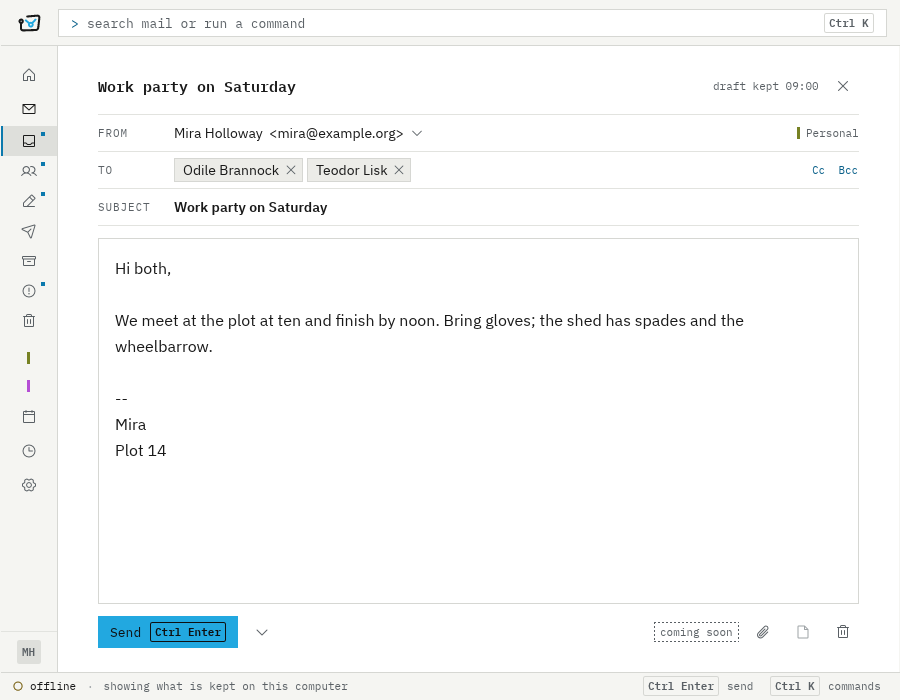 > search mail or run a command Ctrl K
Work party on Saturday draft kept 09:00
FROM Mira Holloway <mira@example.org> Personal
TO Odile Brannock Teodor Lisk Cc Bcc
SUBJECT Work party on Saturday
Hi both,
We meet at the plot at ten and finish by noon. Bring gloves; the shed has spades and the
wheelbarrow.
--
Mira
Plot 14
Send Ctrl Enter coming soon
MH
offline · showing what is kept on this computer Ctrl Enter send Ctrl K commands